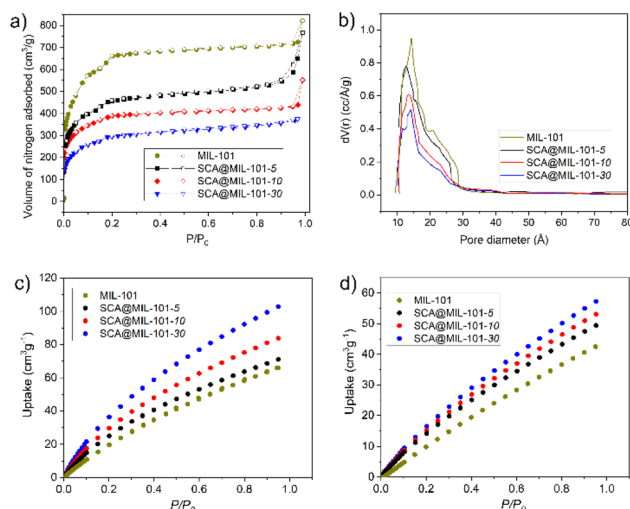 a)
Volume of nitrogen adsorbed (cm³/g)
800
700
600
500
400
300
200
100
0
0.0 0.2 0.4 0.6 0.8 1.0
P/P₀
MIL-101
SCA@MIL-101-5
SCA@MIL-101-10
SCA@MIL-101-30
b)
dV(r) (cc/Å/g)
1.0
0.8
0.6
0.4
0.2
0.0
0 10 20 30 40 50 60 70 80
Pore diameter (Å)
MIL-101
SCA@MIL-101-5
SCA@MIL-101-10
SCA@MIL-101-30
c)
Uptake (cm³g⁻¹)
120
100
80
60
40
20
0
0.0 0.2 0.4 0.6 0.8 1.0
P/P₀
MIL-101
SCA@MIL-101-5
SCA@MIL-101-10
SCA@MIL-101-30
d)
Uptake (cm³g⁻¹)
60
50
40
30
20
10
0
0.0 0.2 0.4 0.6 0.8 1.0
P/P₀
MIL-101
SCA@MIL-101-5
SCA@MIL-101-10
SCA@MIL-101-30